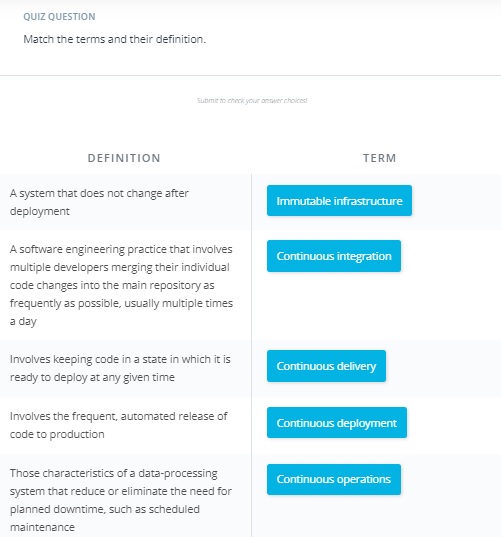 QUIZ QUESTION
Match the terms and their definition.
Submit to check your answer choices!
DEFINITION
TERM
A system that does not change after
deployment
Immutable infrastructure
A software engineering practice that involves
multiple developers merging their individual
code changes into the main repository as
frequently as possible, usually multiple times
a day
Continuous integration
Involves keeping code in a state in which it is
ready to deploy at any given time
Continuous delivery
Involves the frequent, automated release of
code to production
Continuous deployment
Those characteristics of a data-processing
system that reduce or eliminate the need for
planned downtime, such as scheduled
maintenance
Continuous operations